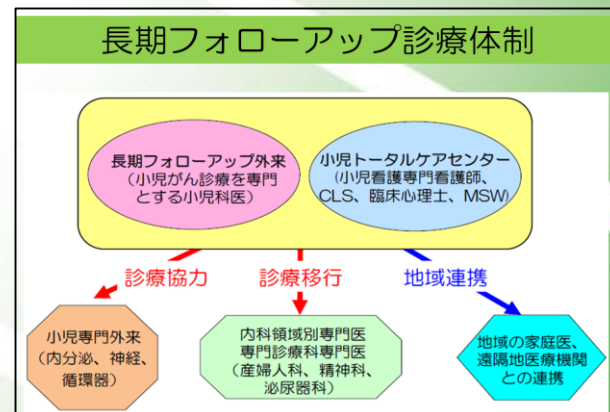 長期フォローアップ診療体制
長期フォローアップ外来
(小児がん診療を専門
とする小児科医)
小児トータルケアセンター
(小児看護専門看護師、
CLS、臨床心理士、MSW)
診療協力
診療移行
地域連携
小児専門外来
(内分泌、神経、
循環器)
内科領域別専門医
専門診療科専門医
(産婦人科、精神科、
泌尿器科)
地域の家庭医、
遠隔地医療機関
との連携